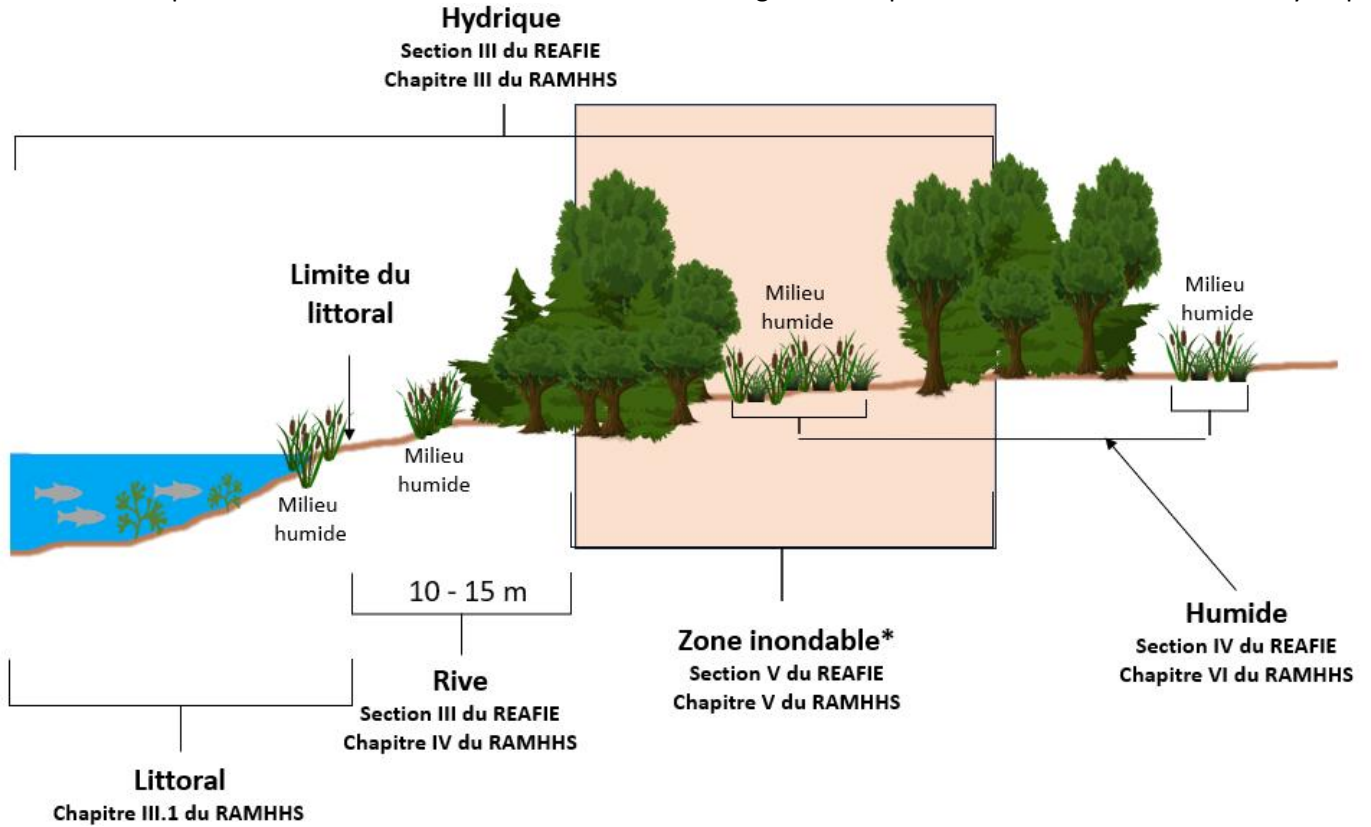 Hydrique
Section III du REAFIE
Chapitre III du RAMHHS
Limite du
littoral
Milieu
humide
Milieu
humide
Milieu
humide
Milieu
humide
10 - 15 m
Zone inondable*
Section V du REAFIE
Chapitre V du RAMHHS
Humide
Section IV du REAFIE
Chapitre VI du RAMHHS
Rive
Section III du REAFIE
Chapitre IV du RAMHHS
Littoral
Chapitre III.1 du RAMHHS